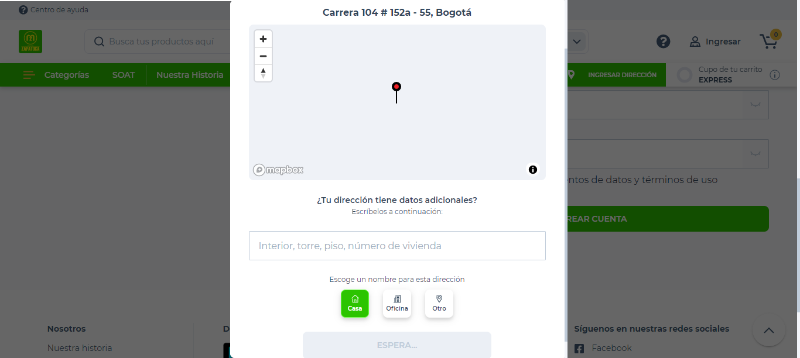 Centro de ayuda
Carrera 104 # 152a - 55, Bogotá
m
Busca tus productos aquí
Ingresar
0
Categorías
SOAT
Nuestra Historia
INGRESAR DIRECCIÓN
Cupo de tu carrito
EXPRESS
mapbox
¿Tu dirección tiene datos adicionales?
Escríbelos a continuación
Interior, torre, piso, número de vivienda
Escoge un nombre para esta dirección
Casa
Oficina
Otro
ESPERA...
de datos y términos de uso
CUENTA
Nosotros
Nuestra historia
D
Síguenos en nuestras redes sociales
Facebook